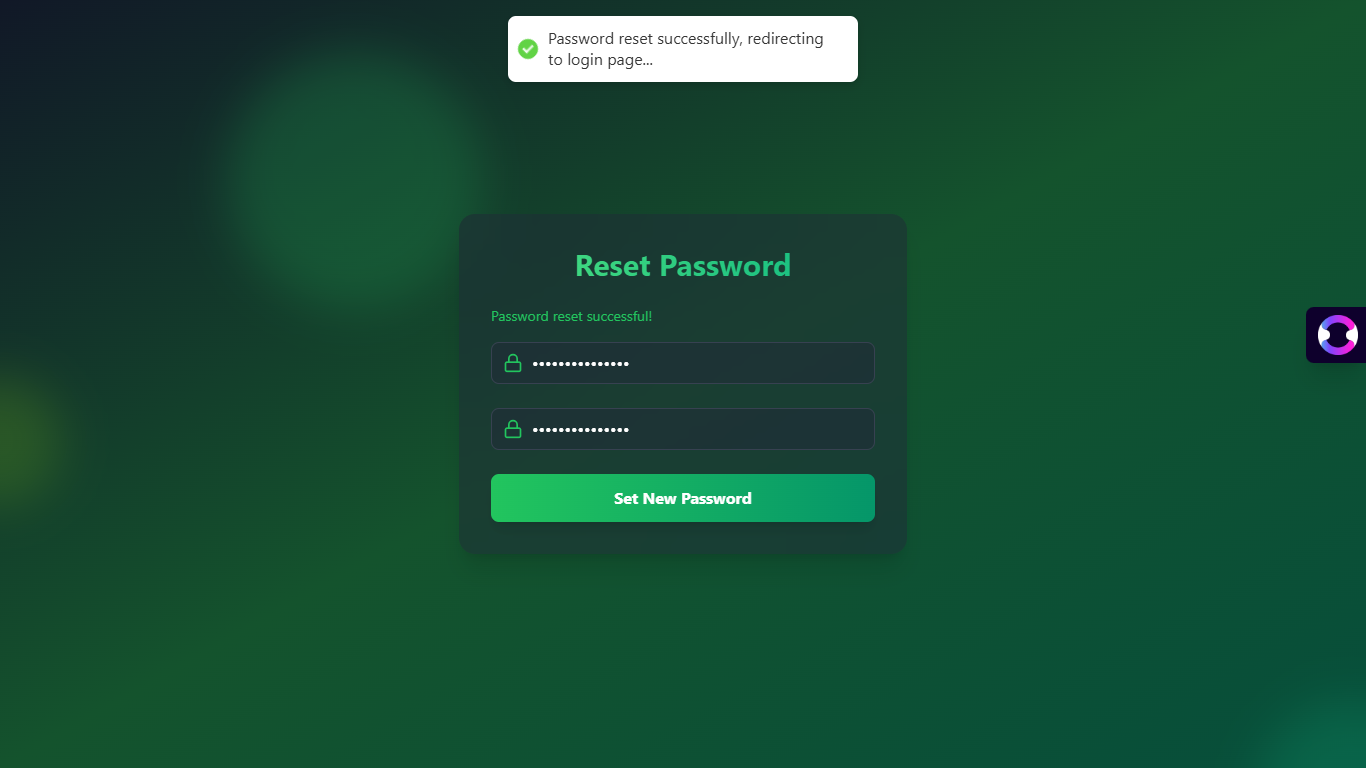 Password reset successfully, redirecting
to login page...
Reset Password
Password reset successful!
•••••••••••••••
•••••••••••••••
Set New Password